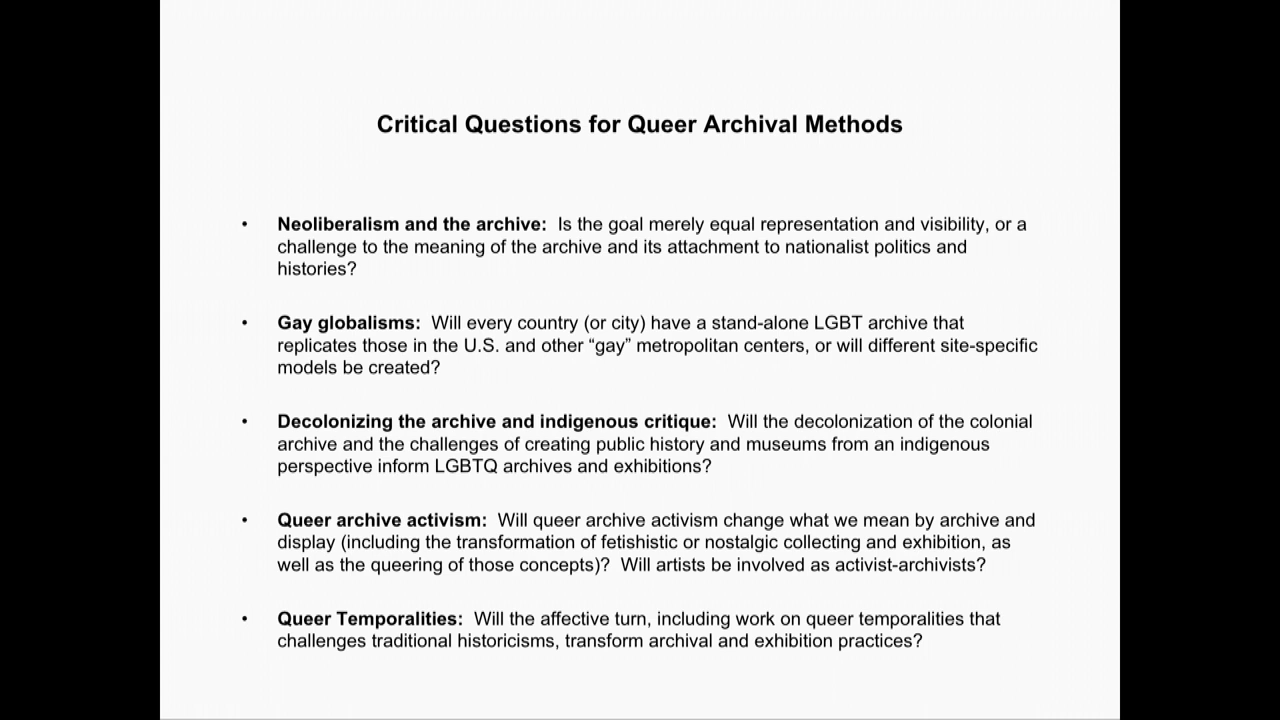 Critical Questions for Queer Archival Methods
• Neoliberalism and the archive:  Is the goal merely equal representation and visibility, or a
challenge to the meaning of the archive and its attachment to nationalist politics and
histories?
• Gay globalisms:  Will every country (or city) have a stand-alone LGBT archive that
replicates those in the U.S. and other “gay” metropolitan centers, or will different site-specific
models be created?
• Decolonizing the archive and indigenous critique:  Will the decolonization of the colonial
archive and the challenges of creating public history and museums from an indigenous
perspective inform LGBTQ archives and exhibitions?
• Queer archive activism:  Will queer archive activism change what we mean by archive and
display (including the transformation of fetishistic or nostalgic collecting and exhibition, as
well as the queering of those concepts)?  Will artists be involved as activist-archivists?
• Queer Temporalities:  Will the affective turn, including work on queer temporalities that
challenges traditional historicisms, transform archival and exhibition practices?